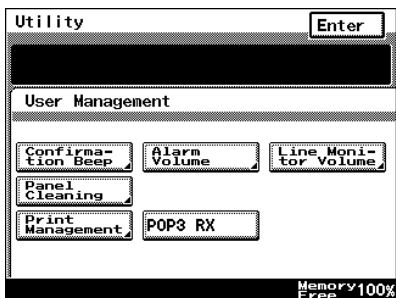 Utility
Enter
User Management
Confirma-
tion Beep
Alarm
Volume
Line Moni-
tor Volume
Panel
Cleaning
Print
Management
POP3 RX
Memory 100%
Free